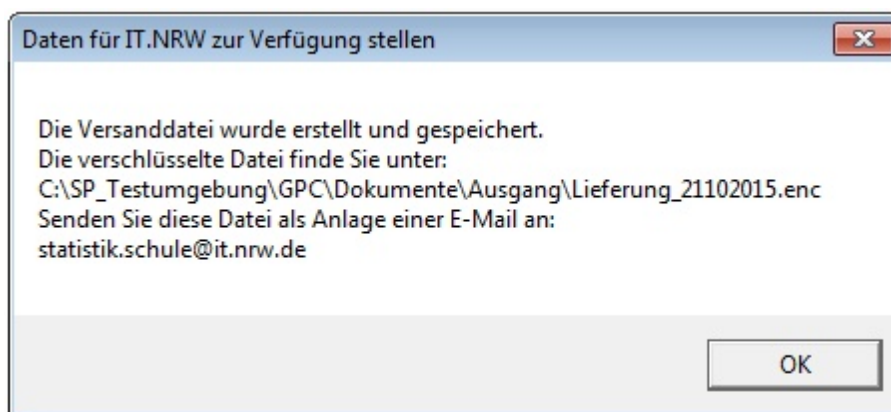 Daten für IT.NRW zur Verfügung stellen
Die Versanddatei wurde erstellt und gespeichert.
Die verschlüsselte Datei finde Sie unter:
C:\SP_Testumgebung\GPC\Dokumente\Ausgang\Lieferung_21102015.enc
Senden Sie diese Datei als Anlage einer E-Mail an:
statistik.schule@it.nrw.de
OK